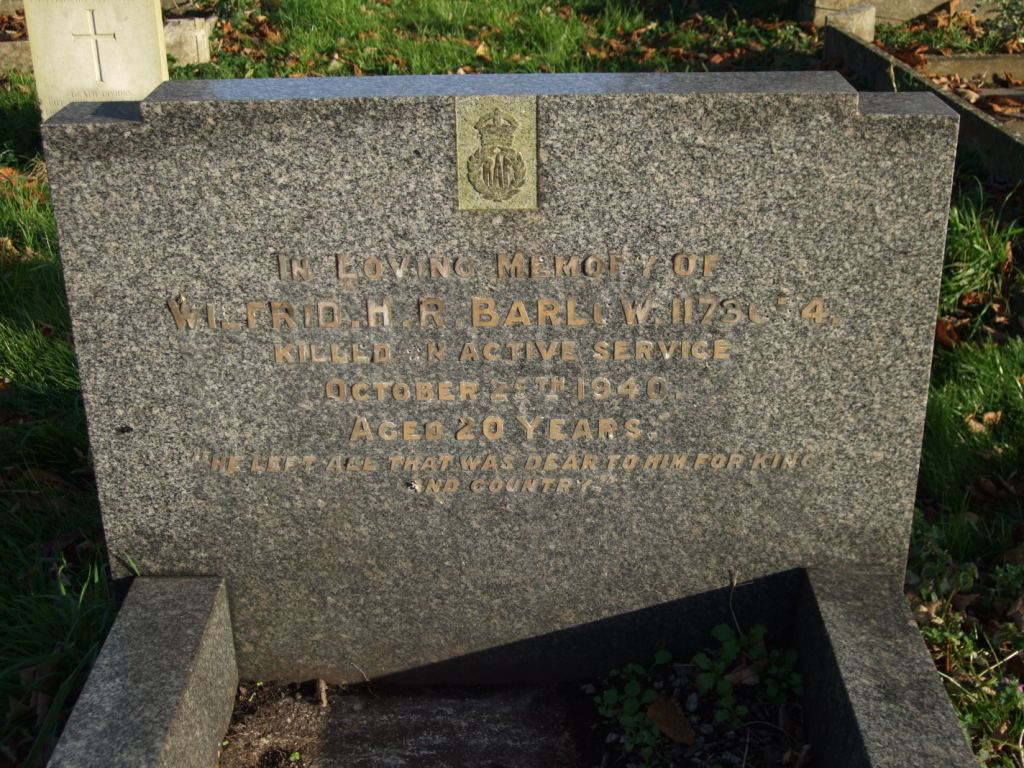 RAF
IN LOVING MEMORY OF
WILFRID. H. R. BARLOW.
KILLED ON ACTIVE SERVICE
OCTOBER 1940.
AGED 20 YEARS.
"HE LEFT ALL THAT WAS DEAR TO HIM, FOR KING
AND COUNTRY."